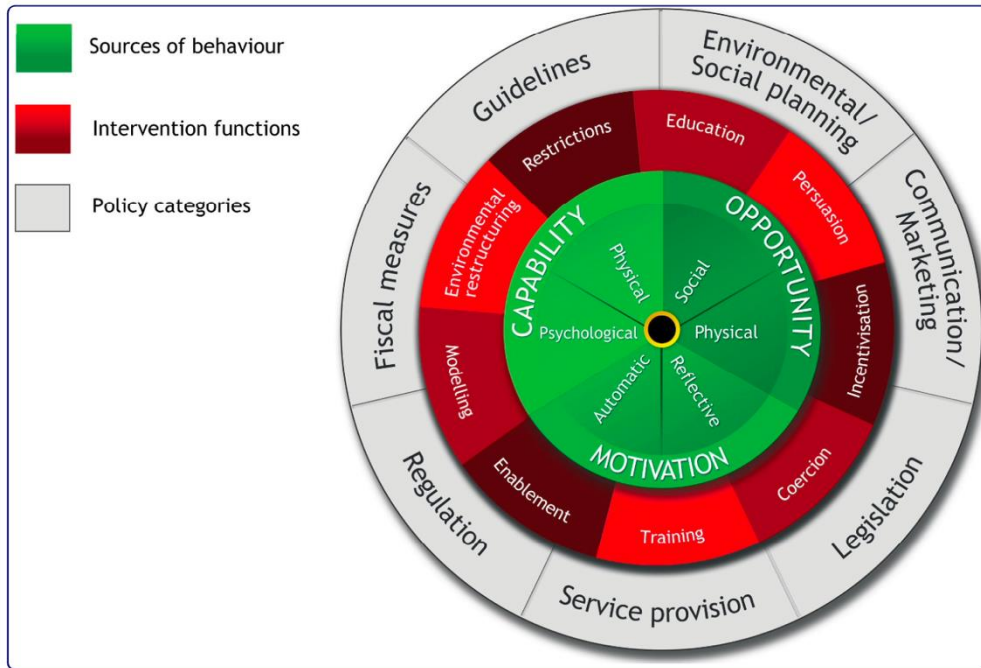 Sources of behaviour
Intervention functions
Policy categories
Guidelines
Environmental/
Social planning
Communication/
Marketing
Legislation
Service provision
Regulation
Fiscal measures
Restrictions
Education
Persuasion
Incentivisation
Coercion
Training
Enablement
Modelling
Environmental
restructuring
CAPABILITY
OPPORTUNITY
MOTIVATION
Physical
Social
Psychological
Physical
Automatic
Reflective